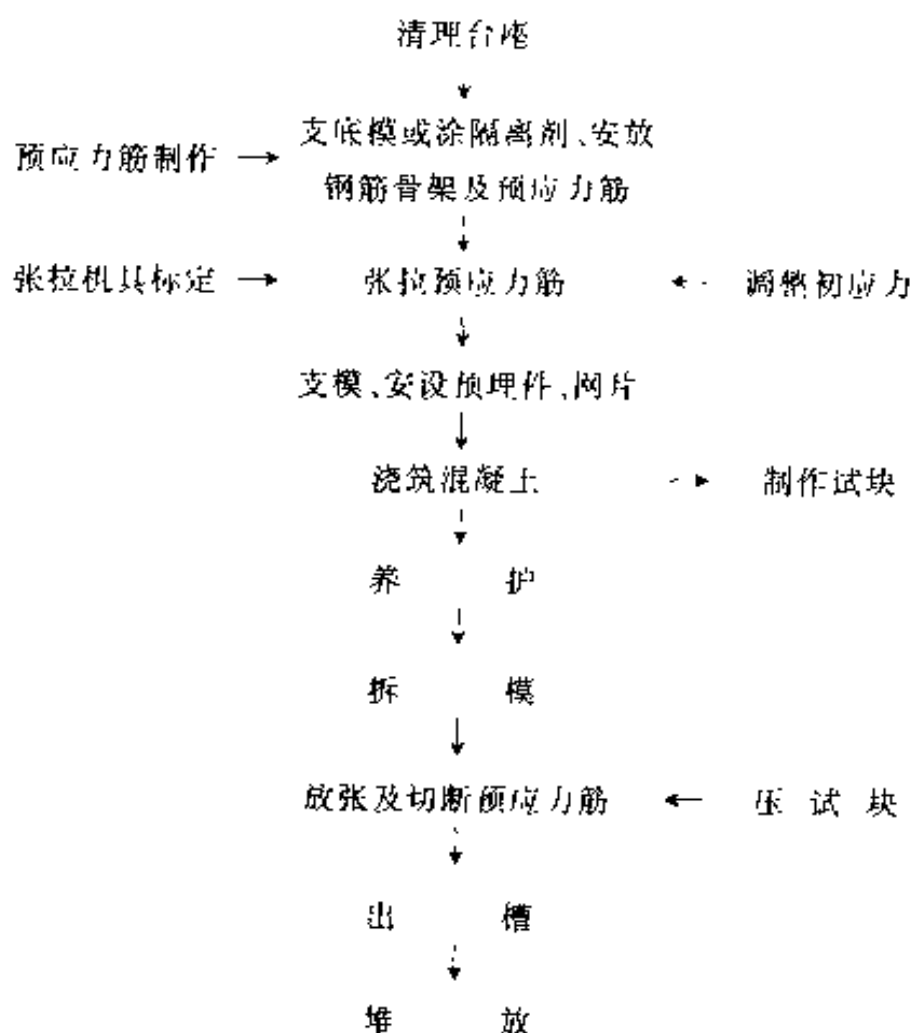 清理台座
支底模或涂隔离剂、安放
预应力筋制作
钢筋骨架及预应力筋
张拉机具标定
张拉预应力筋
调整初应力
支模、安设预埋件、网片
浇筑混凝土
制作试块
养 护
拆 模
放张及切断预应力筋
压 试 块
出 槽
堆 放